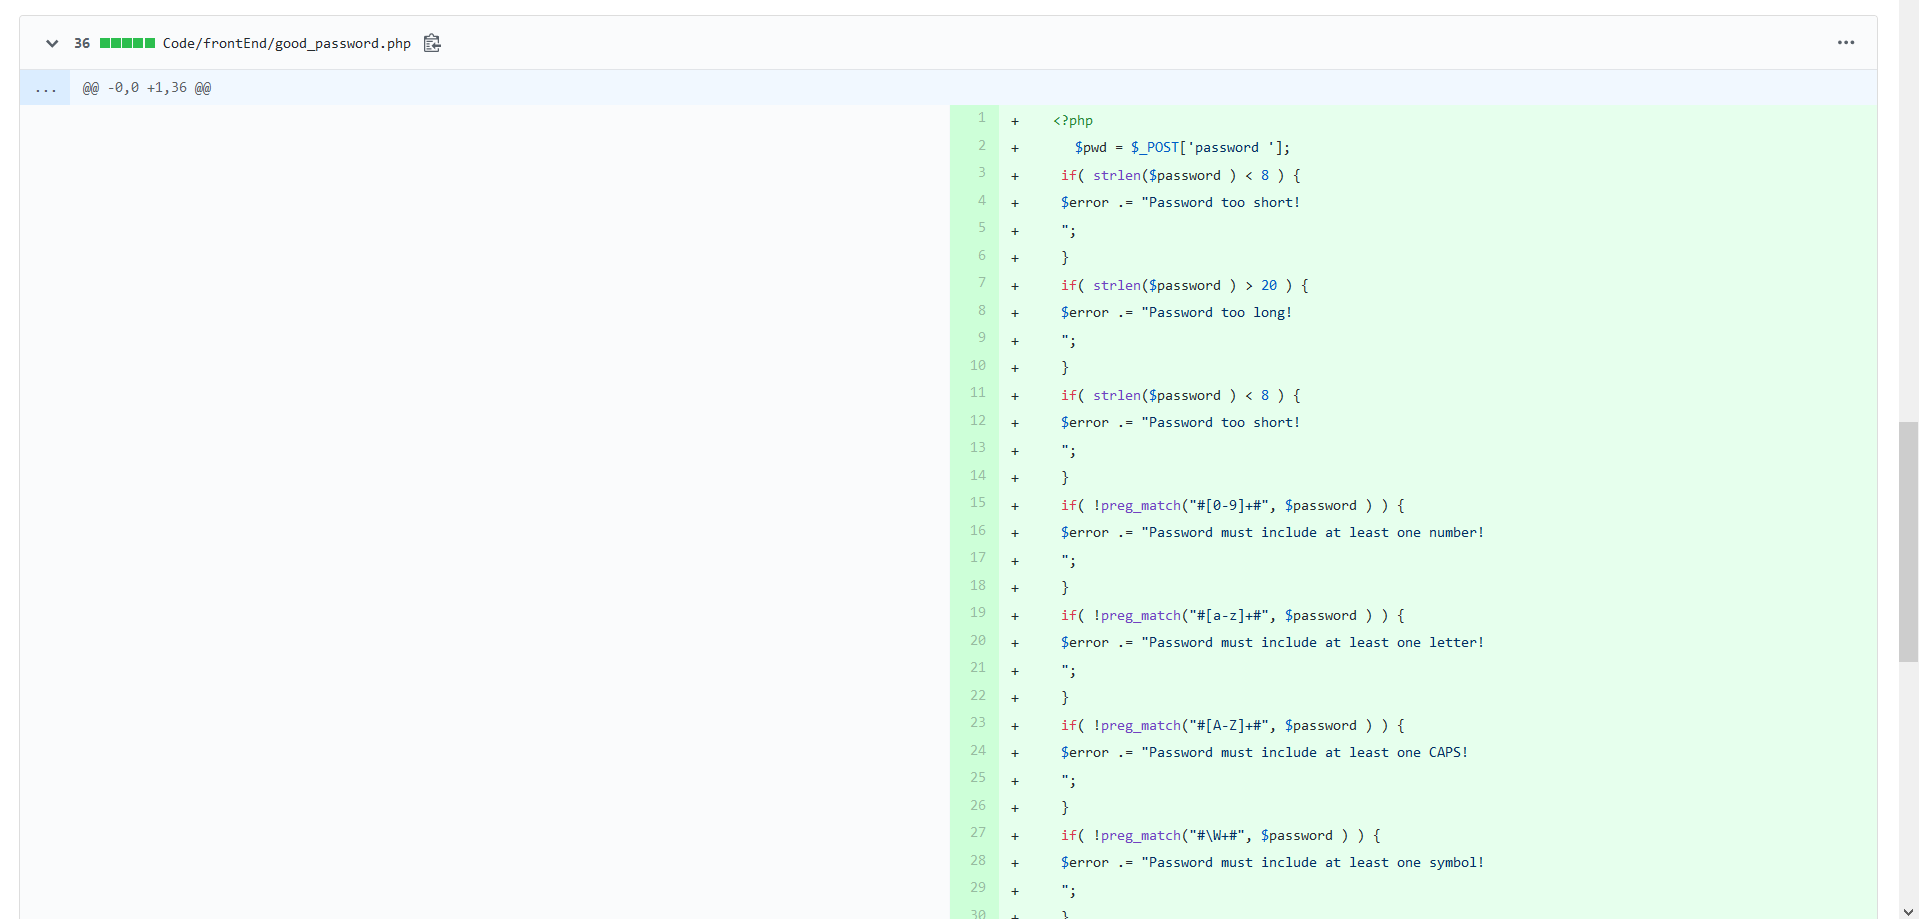 36 Code/frontEnd/good_password.php
... @@ -0,0 +1,36 @@
1 + <?php
2 + $pwd = $_POST['password '];
3 + if( strlen($password ) < 8 ) {
4 + $error .= "Password too short!
5 + ";
6 + }
7 + if( strlen($password ) > 20 ) {
8 + $error .= "Password too long!
9 + ";
10 + }
11 + if( strlen($password ) < 8 ) {
12 + $error .= "Password too short!
13 + ";
14 + }
15 + if( !preg_match("#[0-9]+#", $password ) ) {
16 + $error .= "Password must include at least one number!
17 + ";
18 + }
19 + if( !preg_match("#[a-z]+#", $password ) ) {
20 + $error .= "Password must include at least one letter!
21 + ";
22 + }
23 + if( !preg_match("#[A-Z]+#", $password ) ) {
24 + $error .= "Password must include at least one CAPS!
25 + ";
26 + }
27 + if( !preg_match("#\W+#", $password ) ) {
28 + $error .= "Password must include at least one symbol!
29 + ";
30 + }